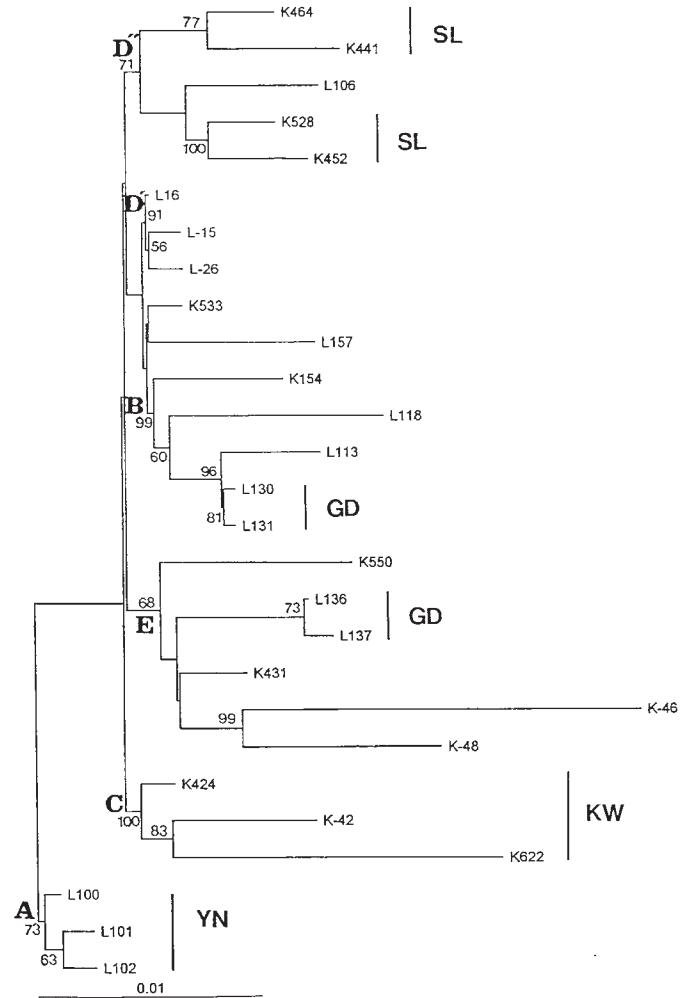 K464
77
SL
D″
K441
71
L106
K528
SL
100
K452
D′
L16
91
L-15
56
L-26
K533
L157
K154
B
99
L118
60
96
L113
L130
GD
81
L131
K550
68
E
73
L136
GD
L137
K431
99
K-46
K-48
K424
C
100
KW
83
K-42
K622
A
L100
73
YN
L101
63
L102
0.01